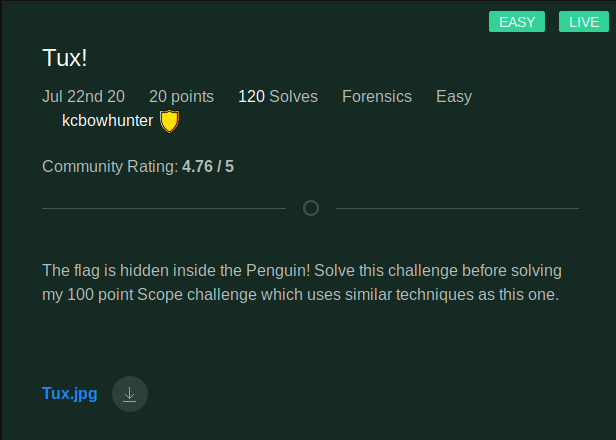 EASY LIVE
Tux!
Jul 22nd 20 20 points 120 Solves Forensics Easy
kcbowhunter
Community Rating: 4.76 / 5
The flag is hidden inside the Penguin! Solve this challenge before solving
my 100 point Scope challenge which uses similar techniques as this one.
Tux.jpg